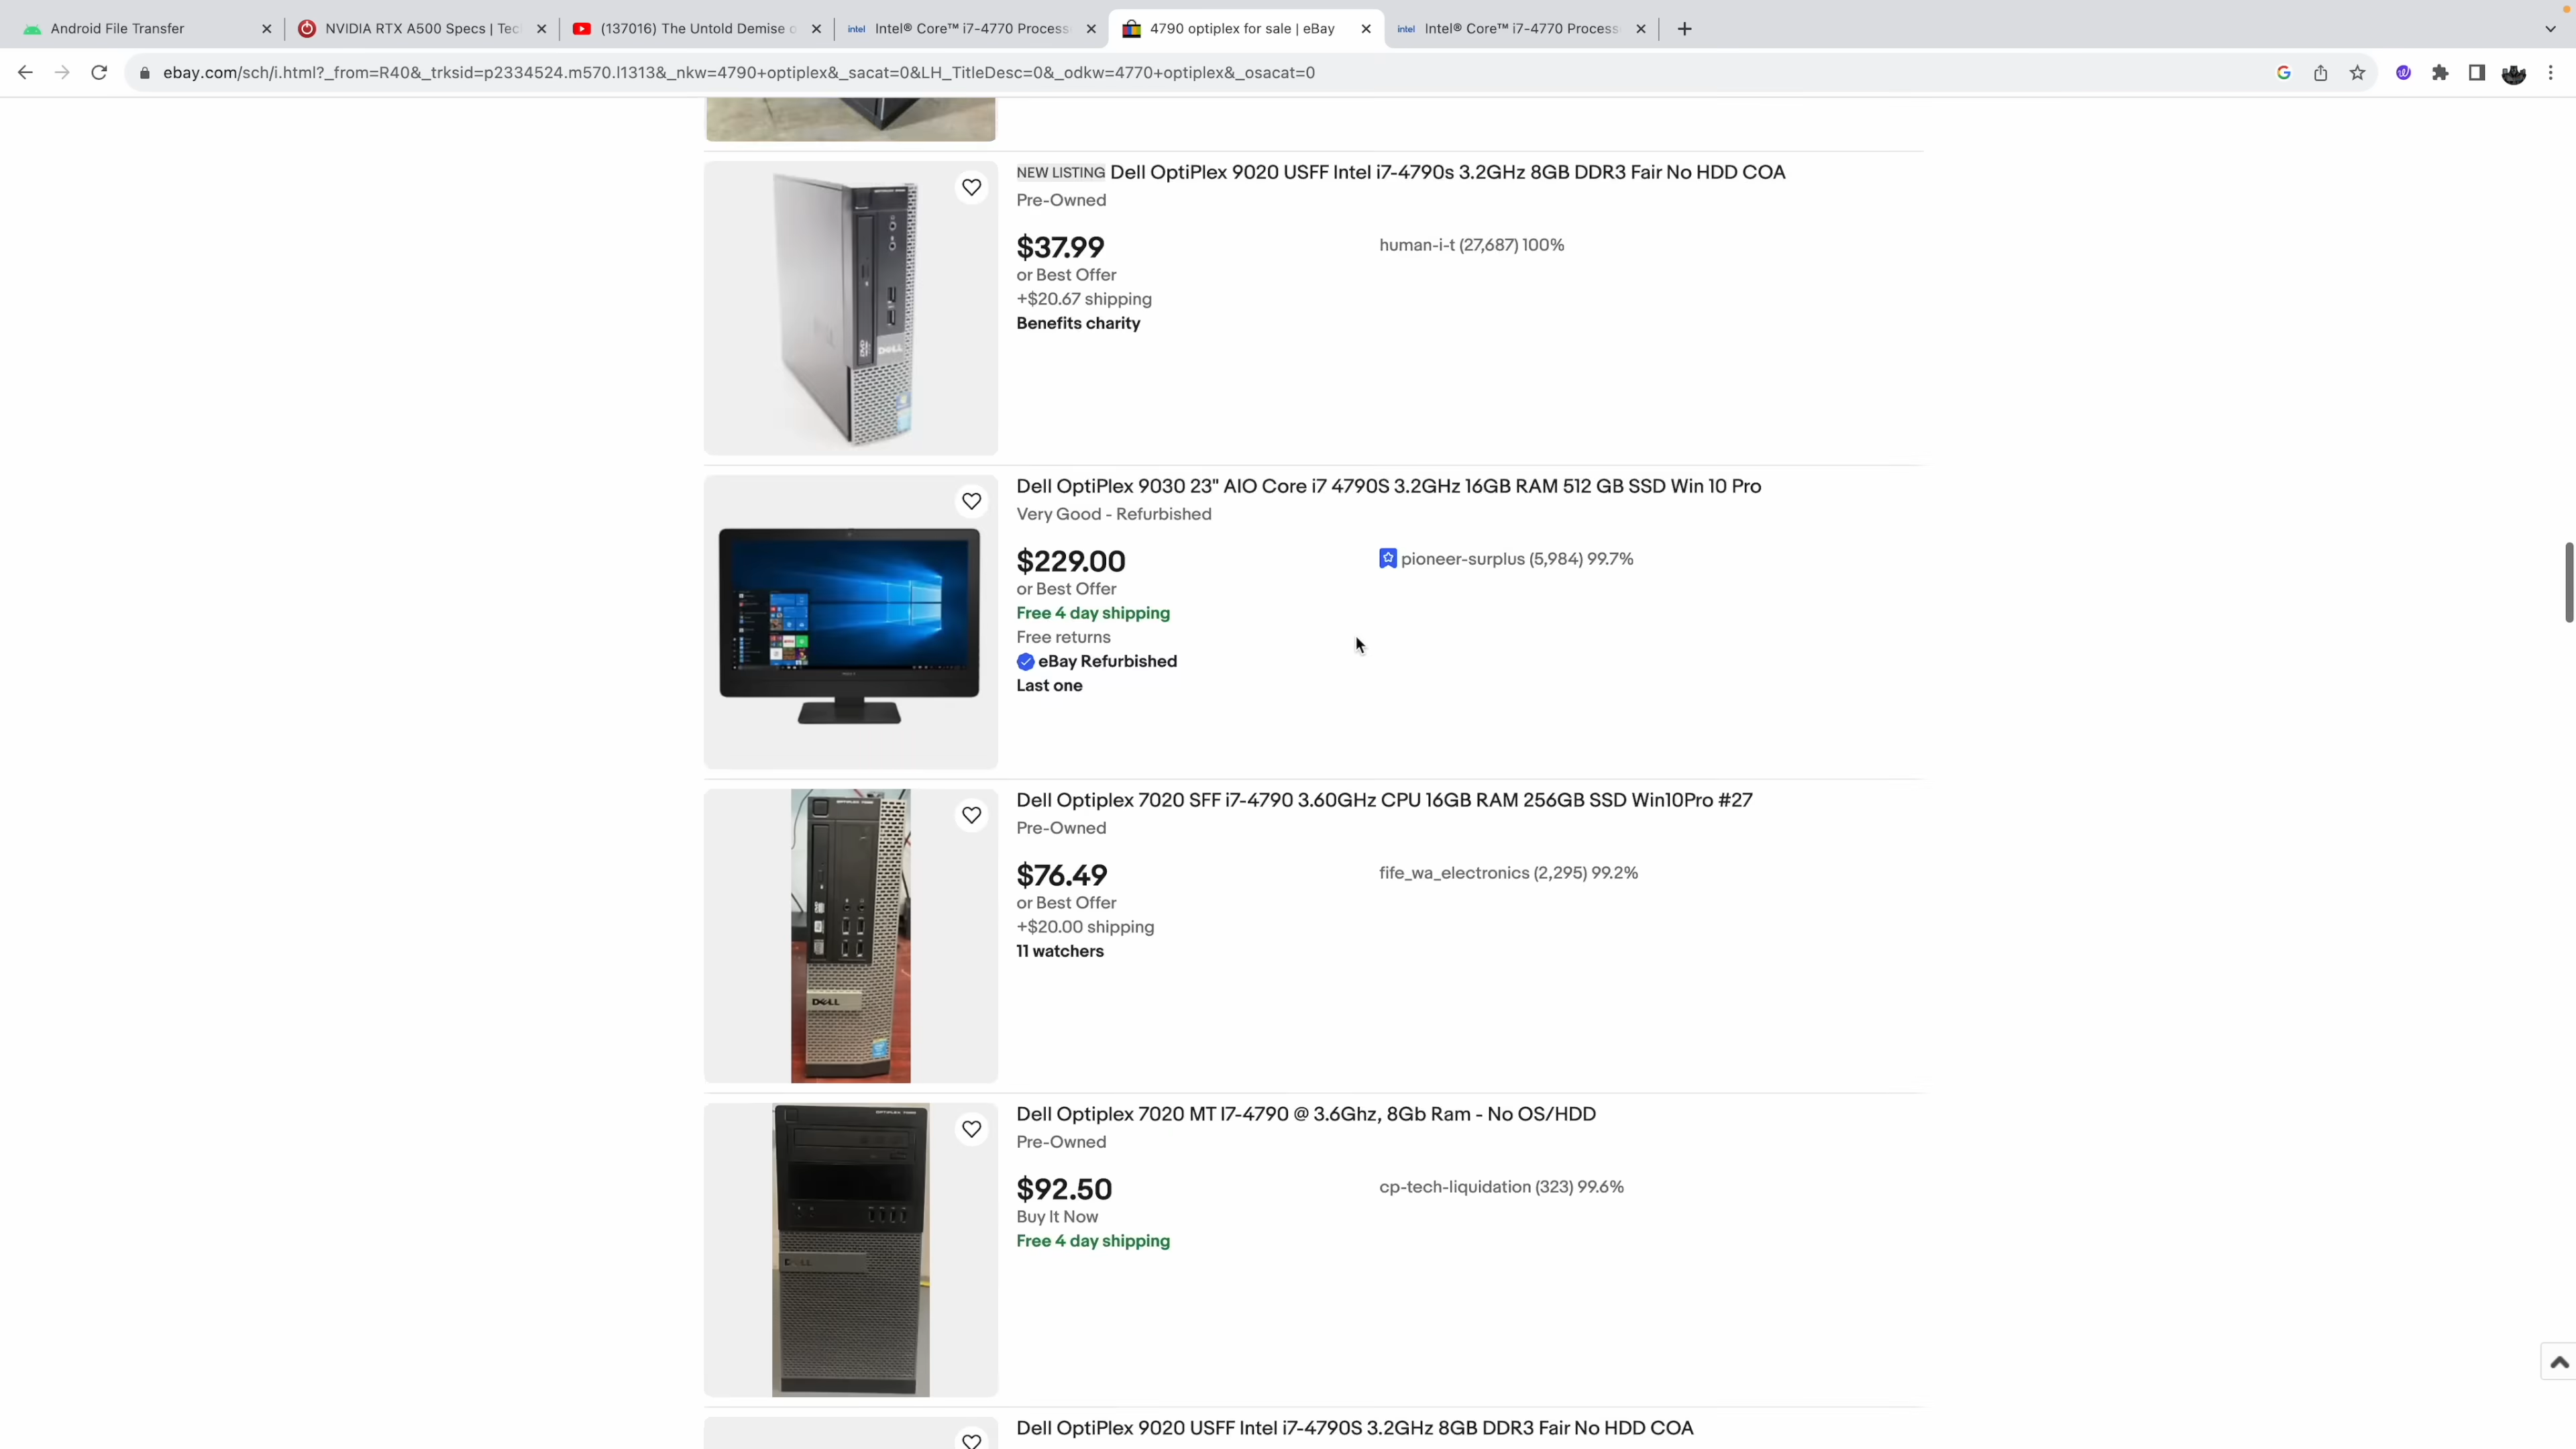 Android File Transfer
NVIDIA RTX A500 Specs | Tec
(137016) The Untold Demise o
intel Intel® Core™ i7-4770 Process
4790 optiplex for sale | eBay
intel Intel® Core™ i7-4770 Process
ebay.com/sch/i.html?_from=R40&_trksid=p2334524.m570.l1313&_nkw=4790+optiplex&_sacat=0&LH_TitleDesc=0&_odkw=4770+optiplex&_osacat=0
NEW LISTING Dell OptiPlex 9020 USFF Intel i7-4790s 3.2GHz 8GB DDR3 Fair No HDD COA
Pre-Owned
$37.99
human-i-t (27,687) 100%
or Best Offer
+$20.67 shipping
Benefits charity
DELL
Dell OptiPlex 9030 23" AIO Core i7 4790S 3.2GHz 16GB RAM 512 GB SSD Win 10 Pro
Very Good - Refurbished
$229.00
pioneer-surplus (5,984) 99.7%
or Best Offer
Free 4 day shipping
Free returns
eBay Refurbished
Last one
Dell Optiplex 7020 SFF i7-4790 3.60GHz CPU 16GB RAM 256GB SSD Win10Pro #27
Pre-Owned
$76.49
fife_wa_electronics (2,295) 99.2%
or Best Offer
+$20.00 shipping
11 watchers
DELL
Dell Optiplex 7020 MT I7-4790 @ 3.6Ghz, 8Gb Ram - No OS/HDD
Pre-Owned
$92.50
cp-tech-liquidation (323) 99.6%
Buy It Now
Free 4 day shipping
DELL
Dell OptiPlex 9020 USFF Intel i7-4790S 3.2GHz 8GB DDR3 Fair No HDD COA